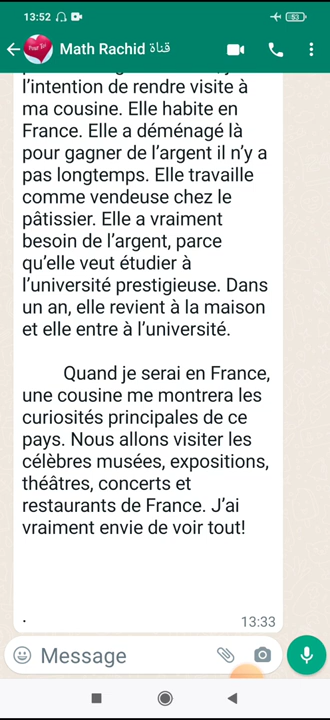 13:52
53
Math Rachid قناة
l’intention de rendre visite à
ma cousine. Elle habite en
France. Elle a déménagé là
pour gagner de l’argent il n’y a
pas longtemps. Elle travaille
comme vendeuse chez le
pâtissier. Elle a vraiment
besoin de l’argent, parce
qu’elle veut étudier à
l’université prestigieuse. Dans
un an, elle revient à la maison
et elle entre à l’université.
Quand je serai en France,
une cousine me montrera les
curiosités principales de ce
pays. Nous allons visiter les
célèbres musées, expositions,
théâtres, concerts et
restaurants de France. J’ai
vraiment envie de voir tout!
.
13:33
Message